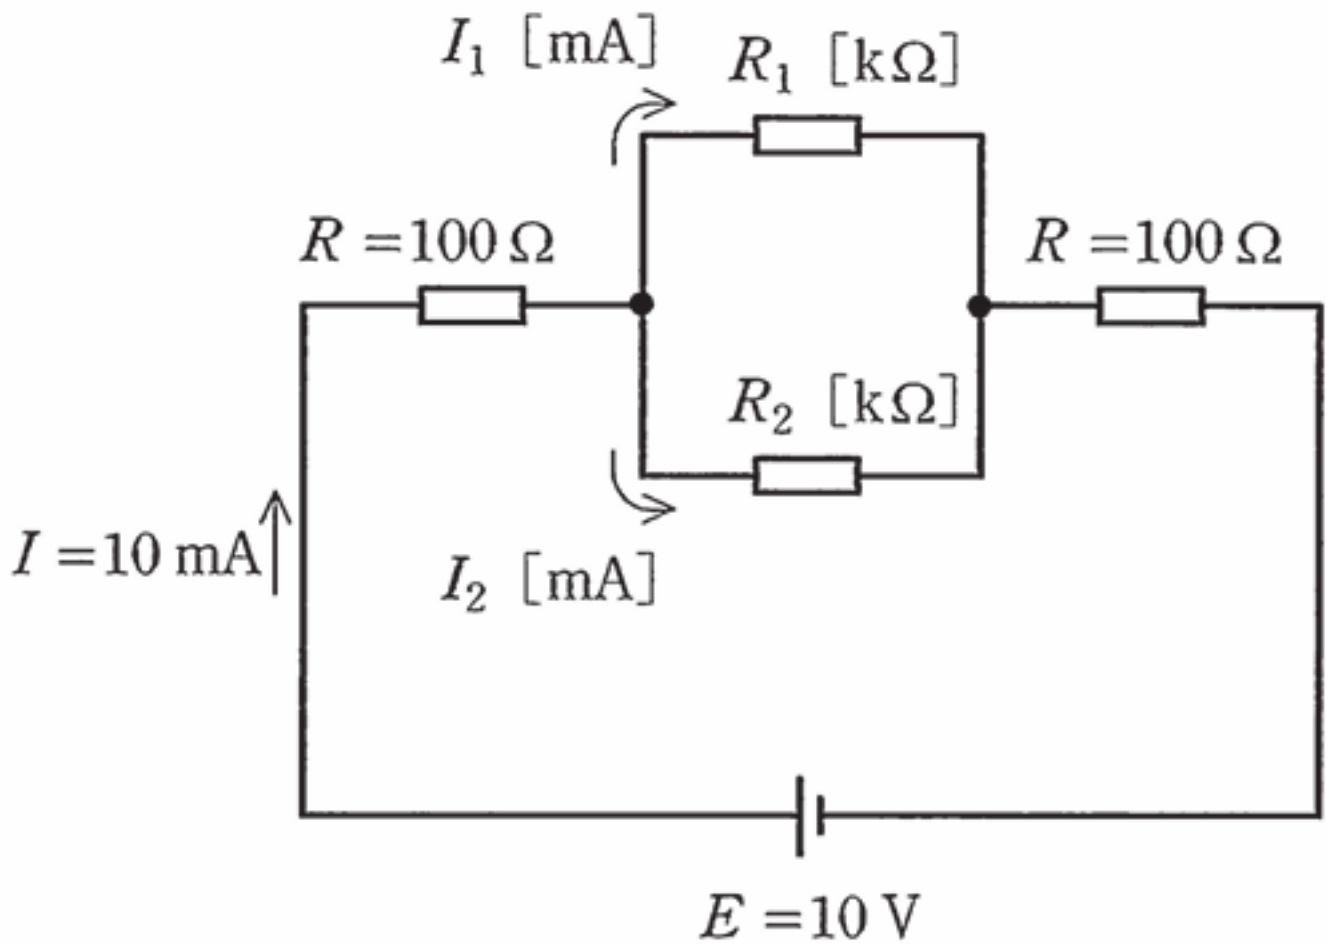 I₁ [mA]
R₁ [kΩ]
R = 100 Ω
R = 100 Ω
R₂ [kΩ]
I = 10 mA
I₂ [mA]
E = 10 V